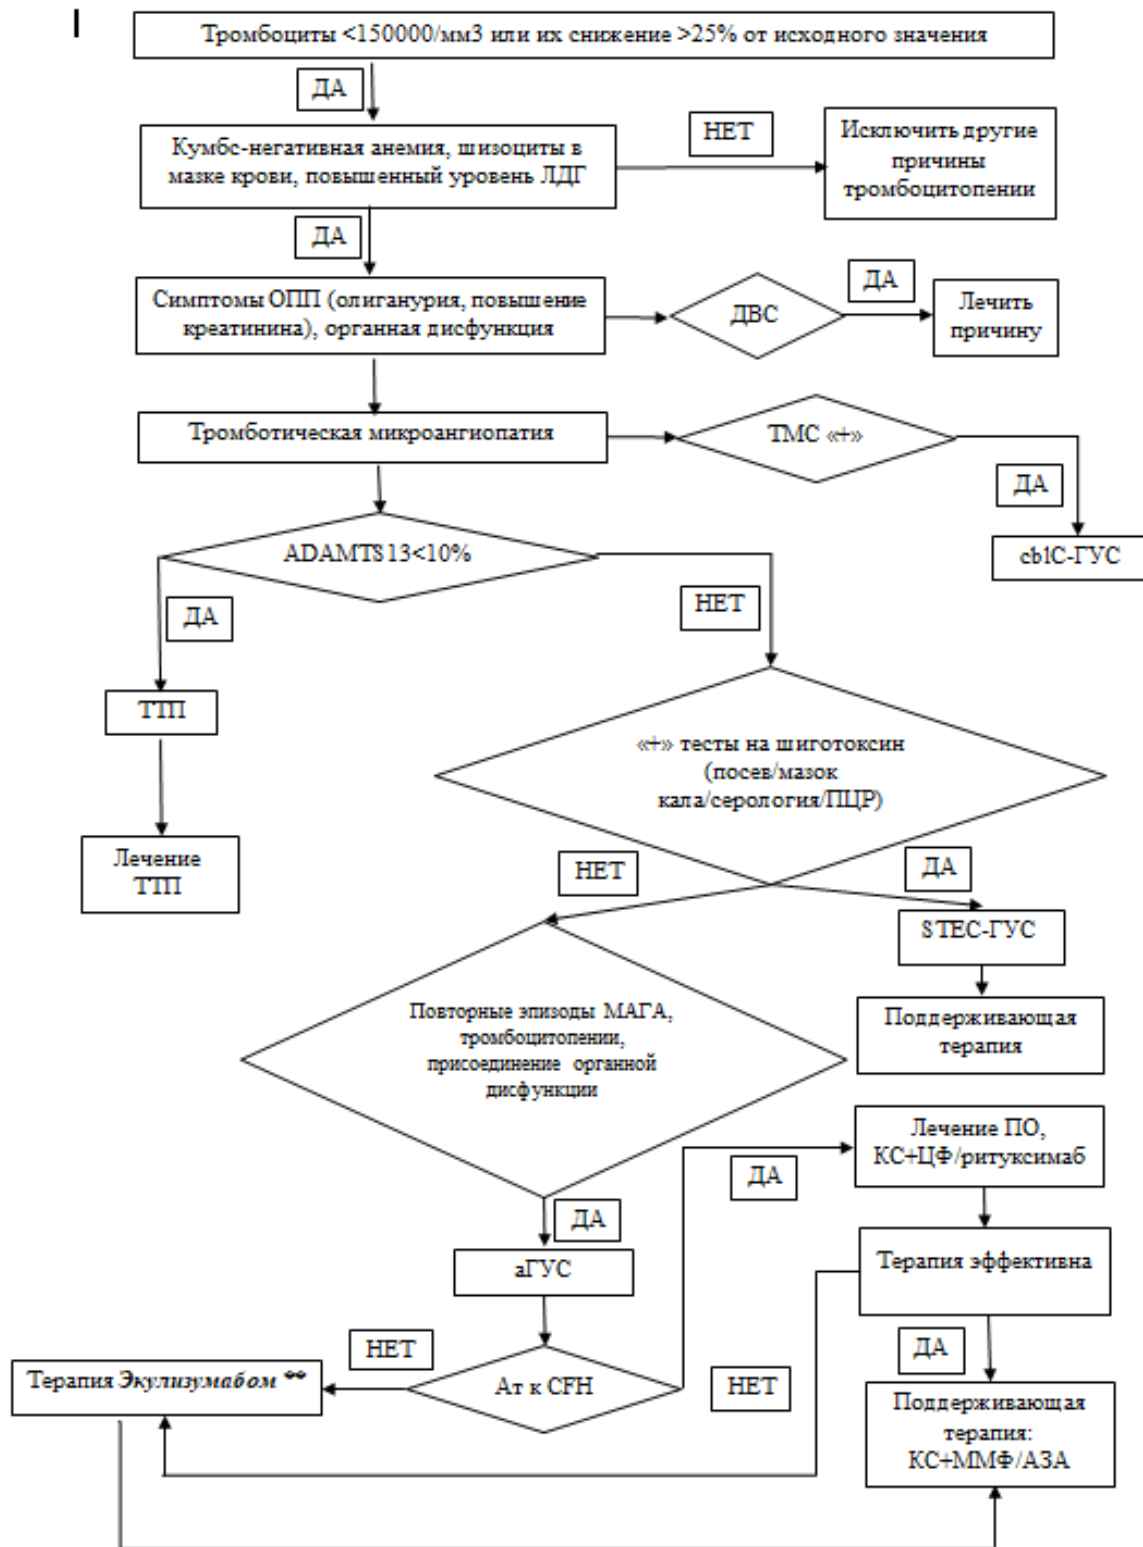 I
Тромбоциты <150000/мм3 или их снижение >25% от исходного значения
ДА
НЕТ
Кумбс-негативная анемия, шизоциты в
мазке крови, повышенный уровень ЛДГ
Исключить другие
причины
тромбоцитопении
ДА
Симптомы ОПП (олиганурия, повышение
креатинина), органная дисфункция
ДВС
ДА
Лечить
причину
Тромботическая микроангиопатия
ТМС «+»
ДА
cblC-ГУС
ADAMTS13<10%
ДА
НЕТ
ТТП
Лечение
ТТП
«+» тесты на шиготоксин
(посев/мазок
кала/серология/ПЦР)
НЕТ
ДА
STEC-ГУС
Поддерживающая
терапия
Повторные эпизоды МАГА,
тромбоцитопении,
присоединение органной
дисфункции
ДА
аГУС
Ат к CFH
НЕТ
Терапия Экулизумабом **
ДА
Лечение ПО,
КС+ЦФ/ритуксимаб
Терапия эффективна
НЕТ
ДА
Поддерживающая
терапия:
КС+ММФ/АЗА